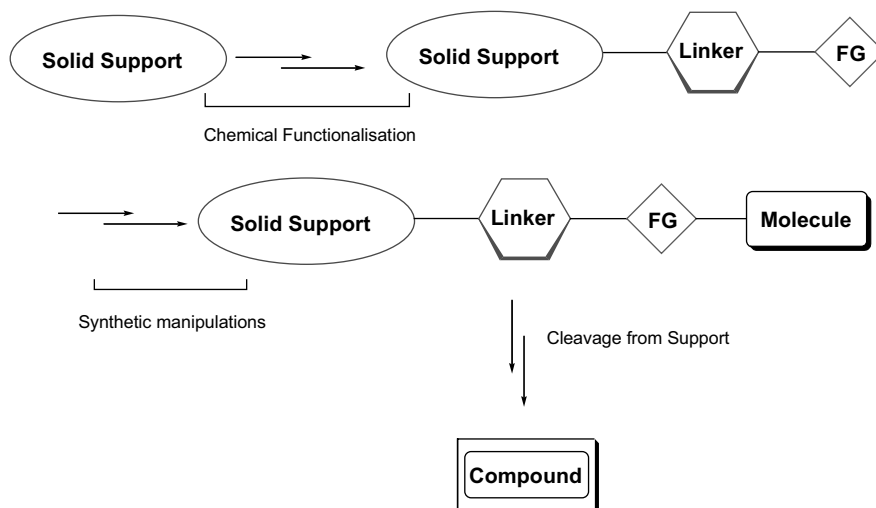 Solid Support
Solid Support
Linker
FG
Chemical Functionalisation
Solid Support
Linker
FG
Molecule
Synthetic manipulations
Cleavage from Support
Compound